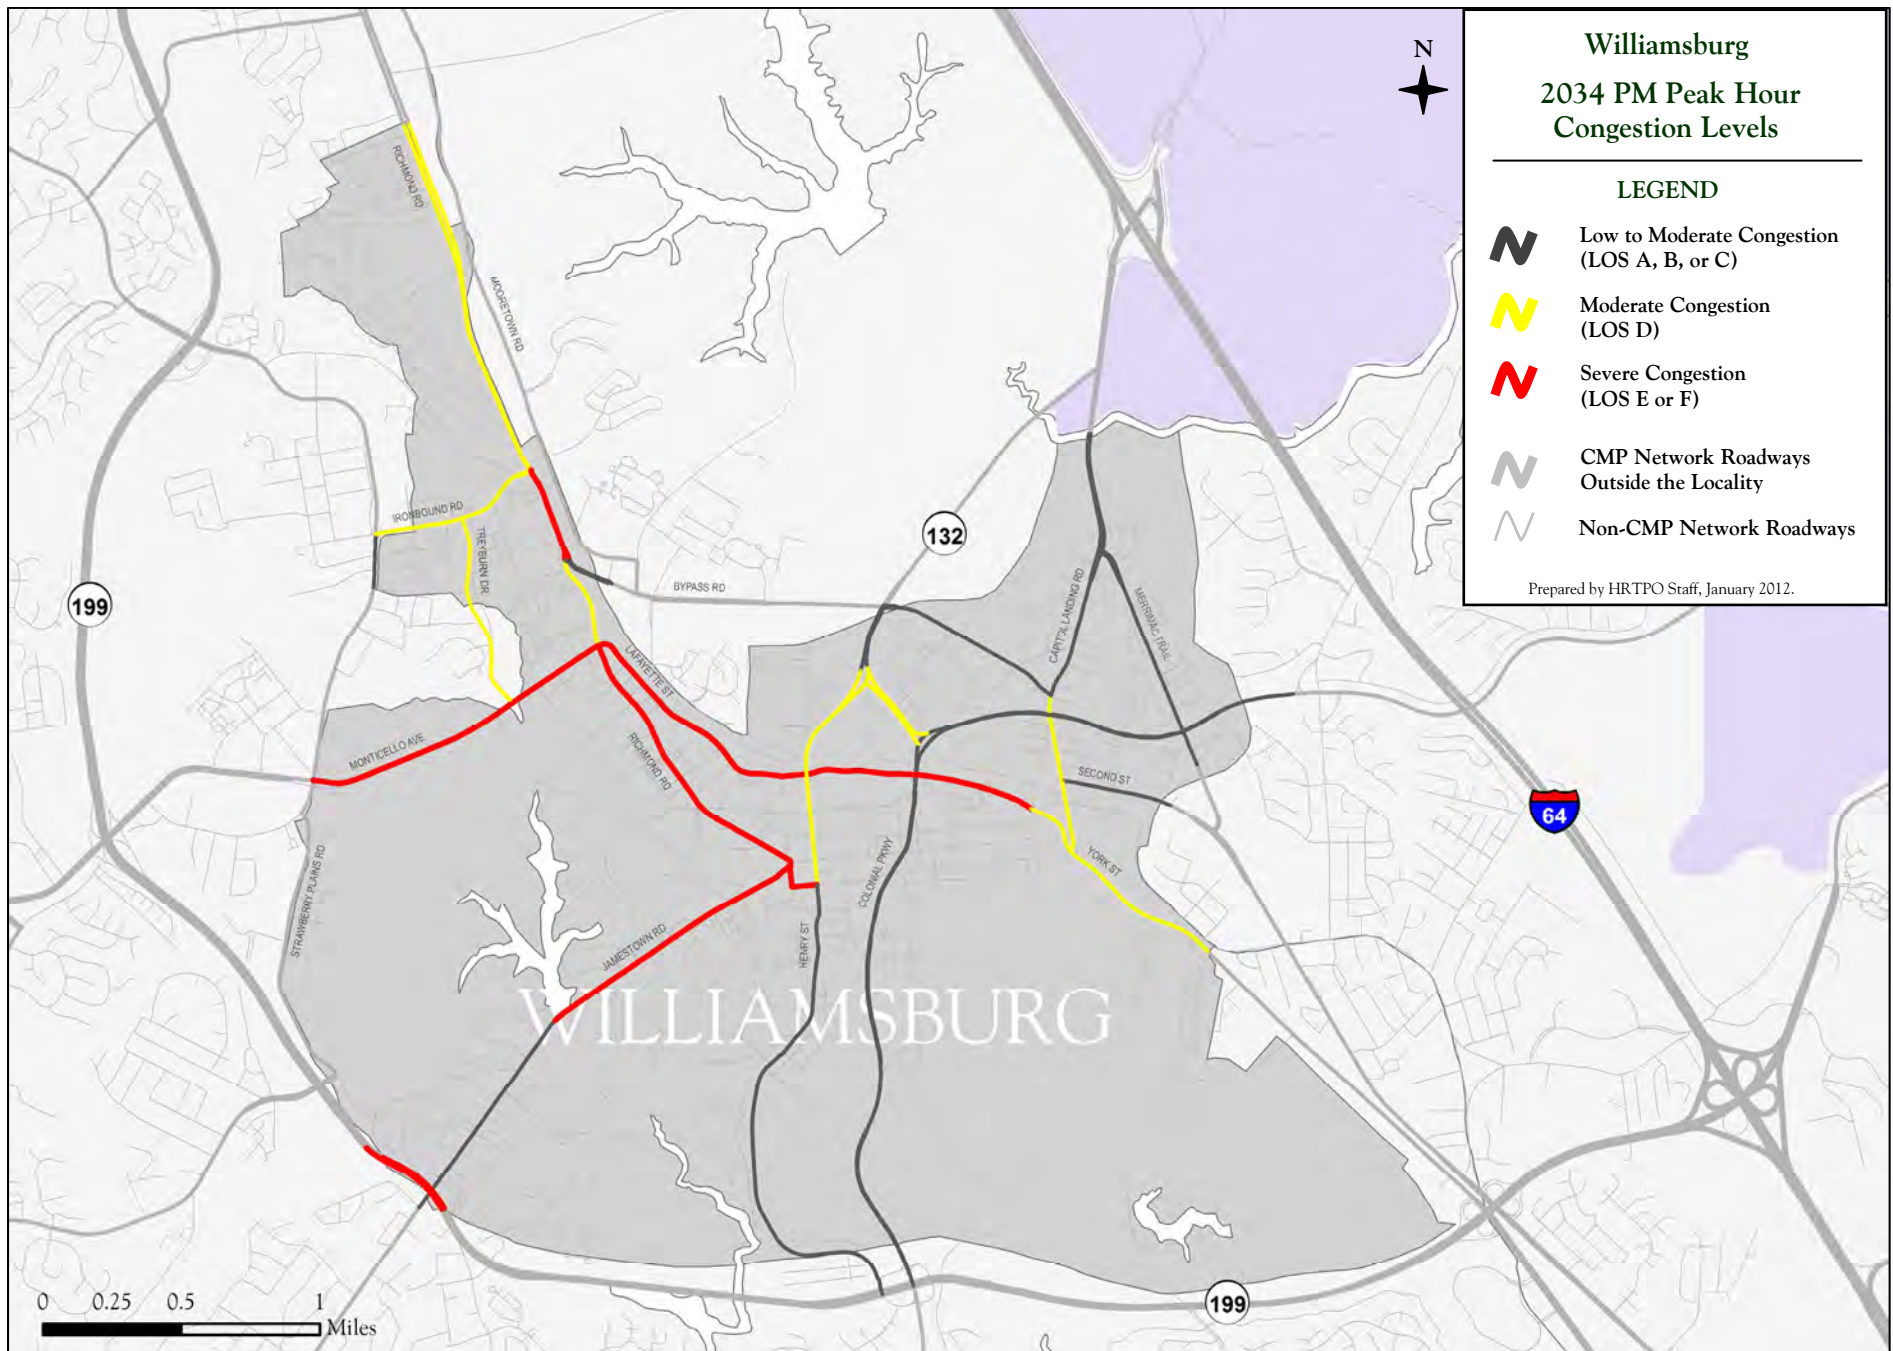 Williamsburg
2034 PM Peak Hour
Congestion Levels
LEGEND
Low to Moderate Congestion
(LOS A, B, or C)
Moderate Congestion
(LOS D)
Severe Congestion
(LOS E or F)
CMP Network Roadways
Outside the Locality
Non-CMP Network Roadways
Prepared by HRTPO Staff, January 2012.
N
RICHMOND RD
MOORETOWN RD
IRONBOUND RD
TREYBURN DR
132
BYPASS RD
199
CAPITOL LANDING RD
MERRIMAC TRAIL
LAFAYETTE ST
MONTICELLO AVE
RICHMOND RD
SECOND ST
64
STRAWBERRY PLAINS RD
COLONIAL PKWY
YORK ST
JAMESTOWN RD
HENRY ST
WILLIAMSBURG
199
0 0.25 0.5 1
Miles